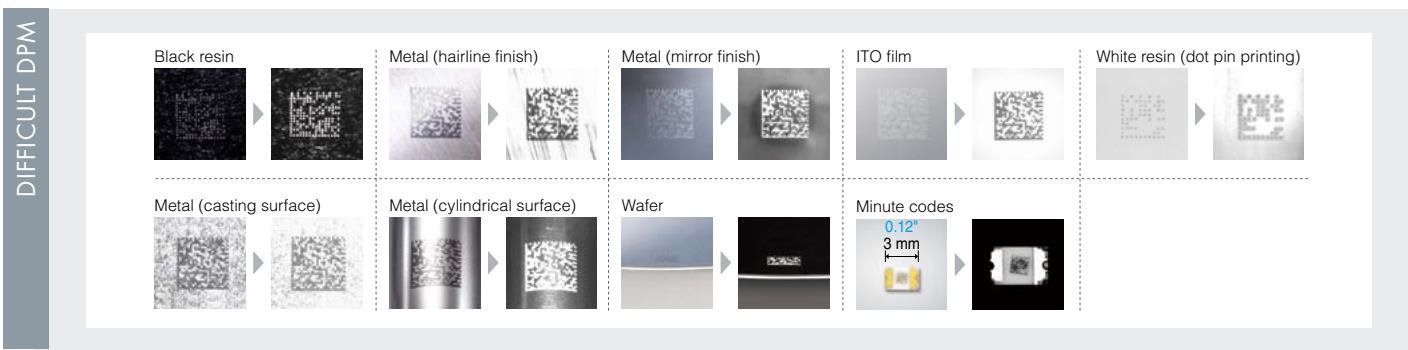 DIFFICULT DPM
Black resin
Metal (hairline finish)
Metal (mirror finish)
ITO film
White resin (dot pin printing)
Metal (casting surface)
Metal (cylindrical surface)
Wafer
Minute codes
0.12"
3 mm